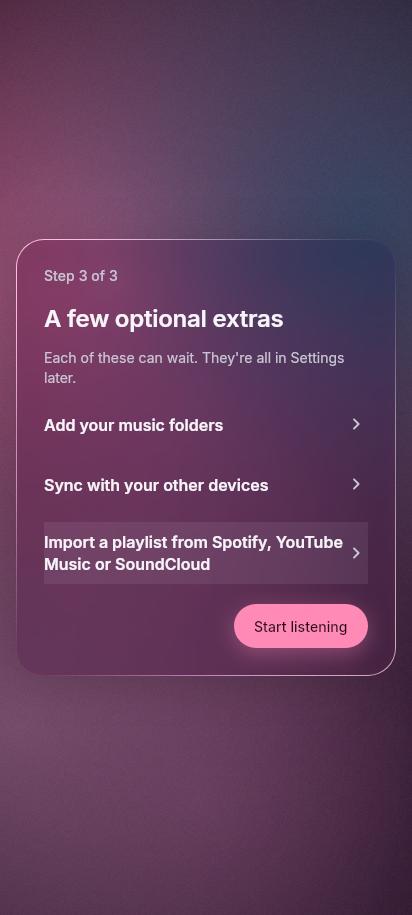 Step 3 of 3
A few optional extras
Each of these can wait. They're all in Settings
later.
Add your music folders
Sync with your other devices
Import a playlist from Spotify, YouTube
Music or SoundCloud
Start listening